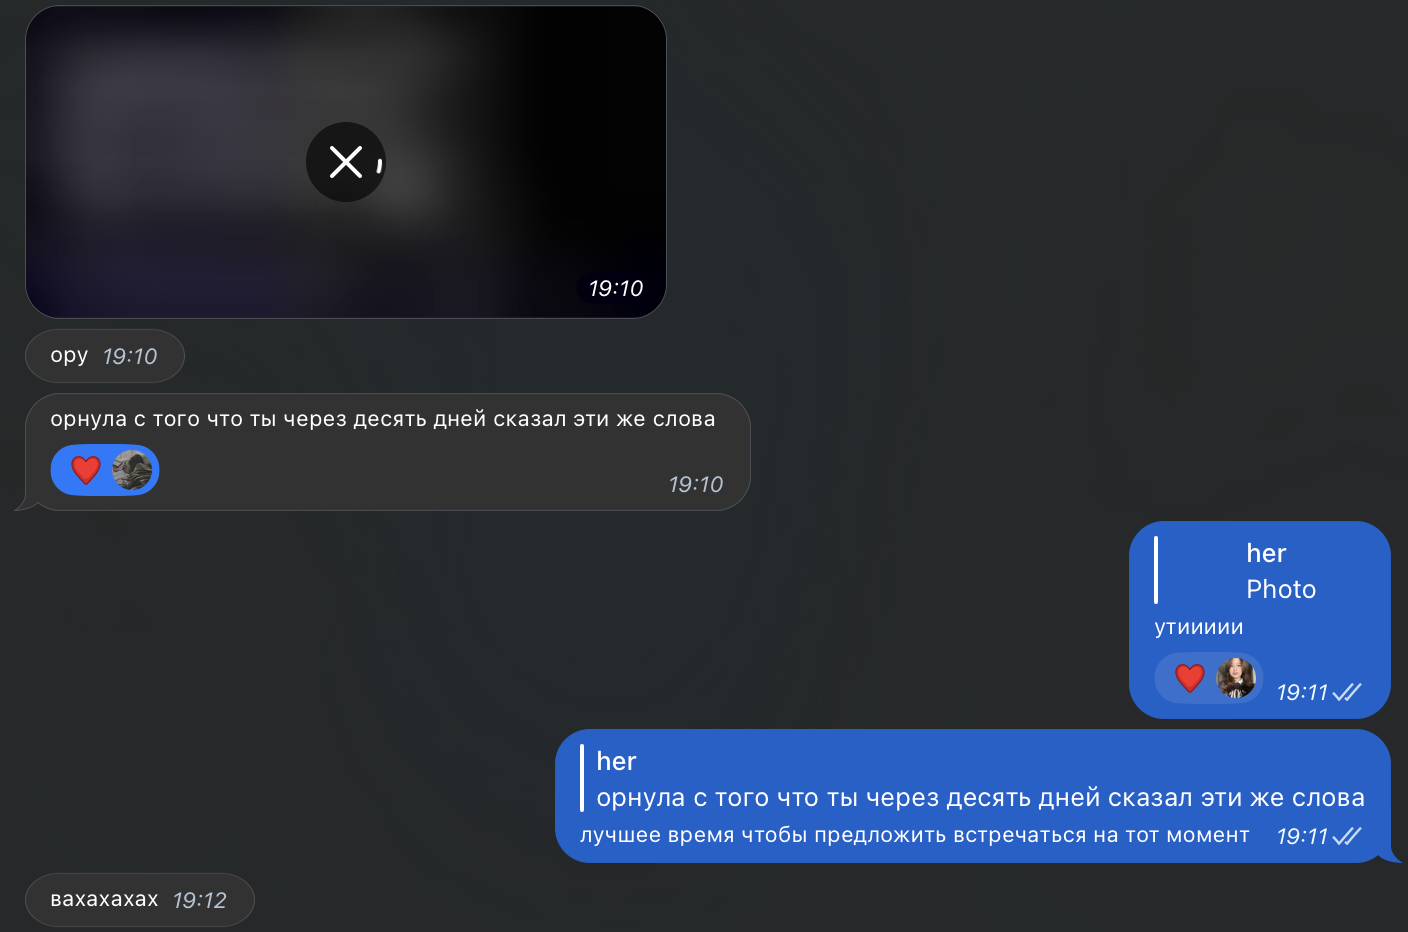 19:10
ору 19:10
орнула с того что ты через десять дней сказал эти же слова
19:10
her
Photo
утиииии
19:11
her
орнула с того что ты через десять дней сказал эти же слова
лучшее время чтобы предложить встречаться на тот момент 19:11
вахахахах 19:12